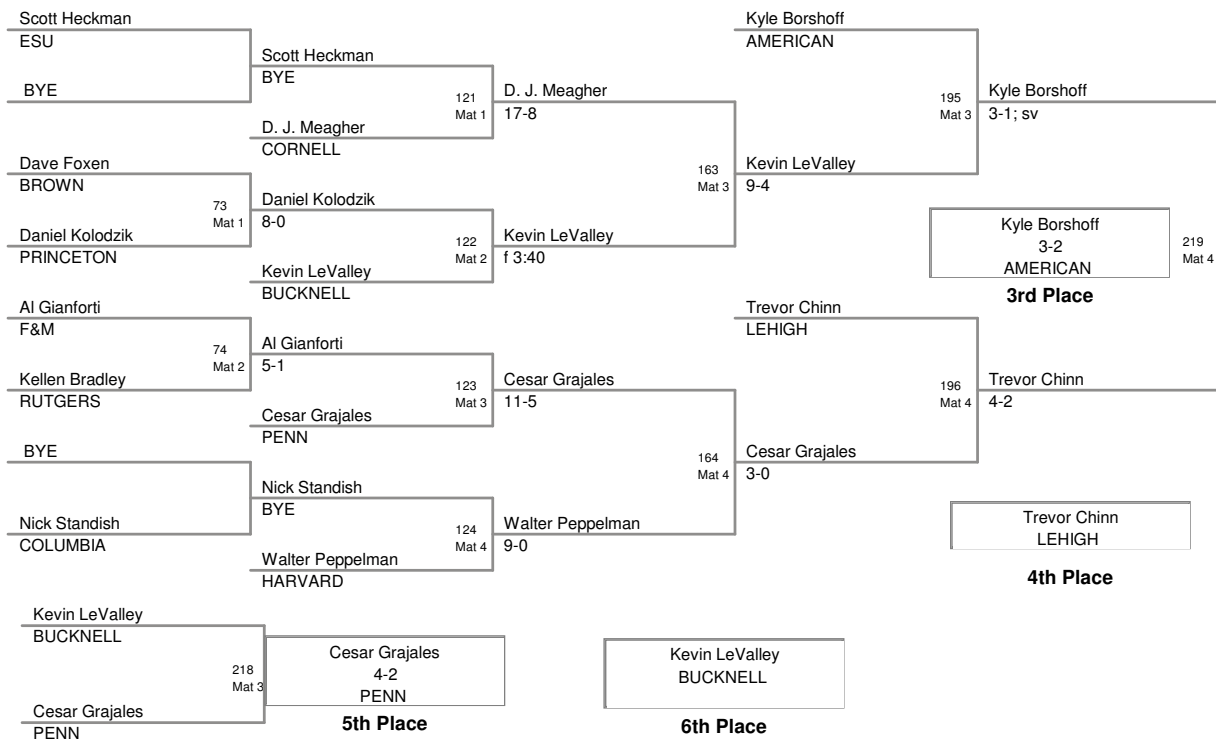 Scott Heckman
ESU
BYE
Dave Foxen
BROWN
73
Mat 1
Daniel Kolodzik
PRINCETON
Al Gianforti
F&M
74
Mat 2
Kellen Bradley
RUTGERS
BYE
Nick Standish
COLUMBIA
Scott Heckman
BYE
121
Mat 1
D. J. Meagher
CORNELL
Daniel Kolodzik
8-0
122
Mat 2
Kevin LeValley
BUCKNELL
Al Gianforti
5-1
123
Mat 3
Cesar Grajales
PENN
Nick Standish
BYE
124
Mat 4
Walter Peppelman
HARVARD
D. J. Meagher
17-8
163
Mat 3
Kevin LeValley
f 3:40
Cesar Grajales
11-5
164
Mat 4
Walter Peppelman
9-0
Kyle Borshoff
AMERICAN
195
Mat 3
Kevin LeValley
9-4
Trevor Chinn
LEHIGH
196
Mat 4
Cesar Grajales
3-0
Kyle Borshoff
3-1; sv
Kyle Borshoff
3-2
AMERICAN
219
Mat 4
3rd Place
Trevor Chinn
4-2
Trevor Chinn
LEHIGH
4th Place
Kevin LeValley
BUCKNELL
218
Mat 3
Cesar Grajales
PENN
Cesar Grajales
4-2
PENN
5th Place
Kevin LeValley
BUCKNELL
6th Place